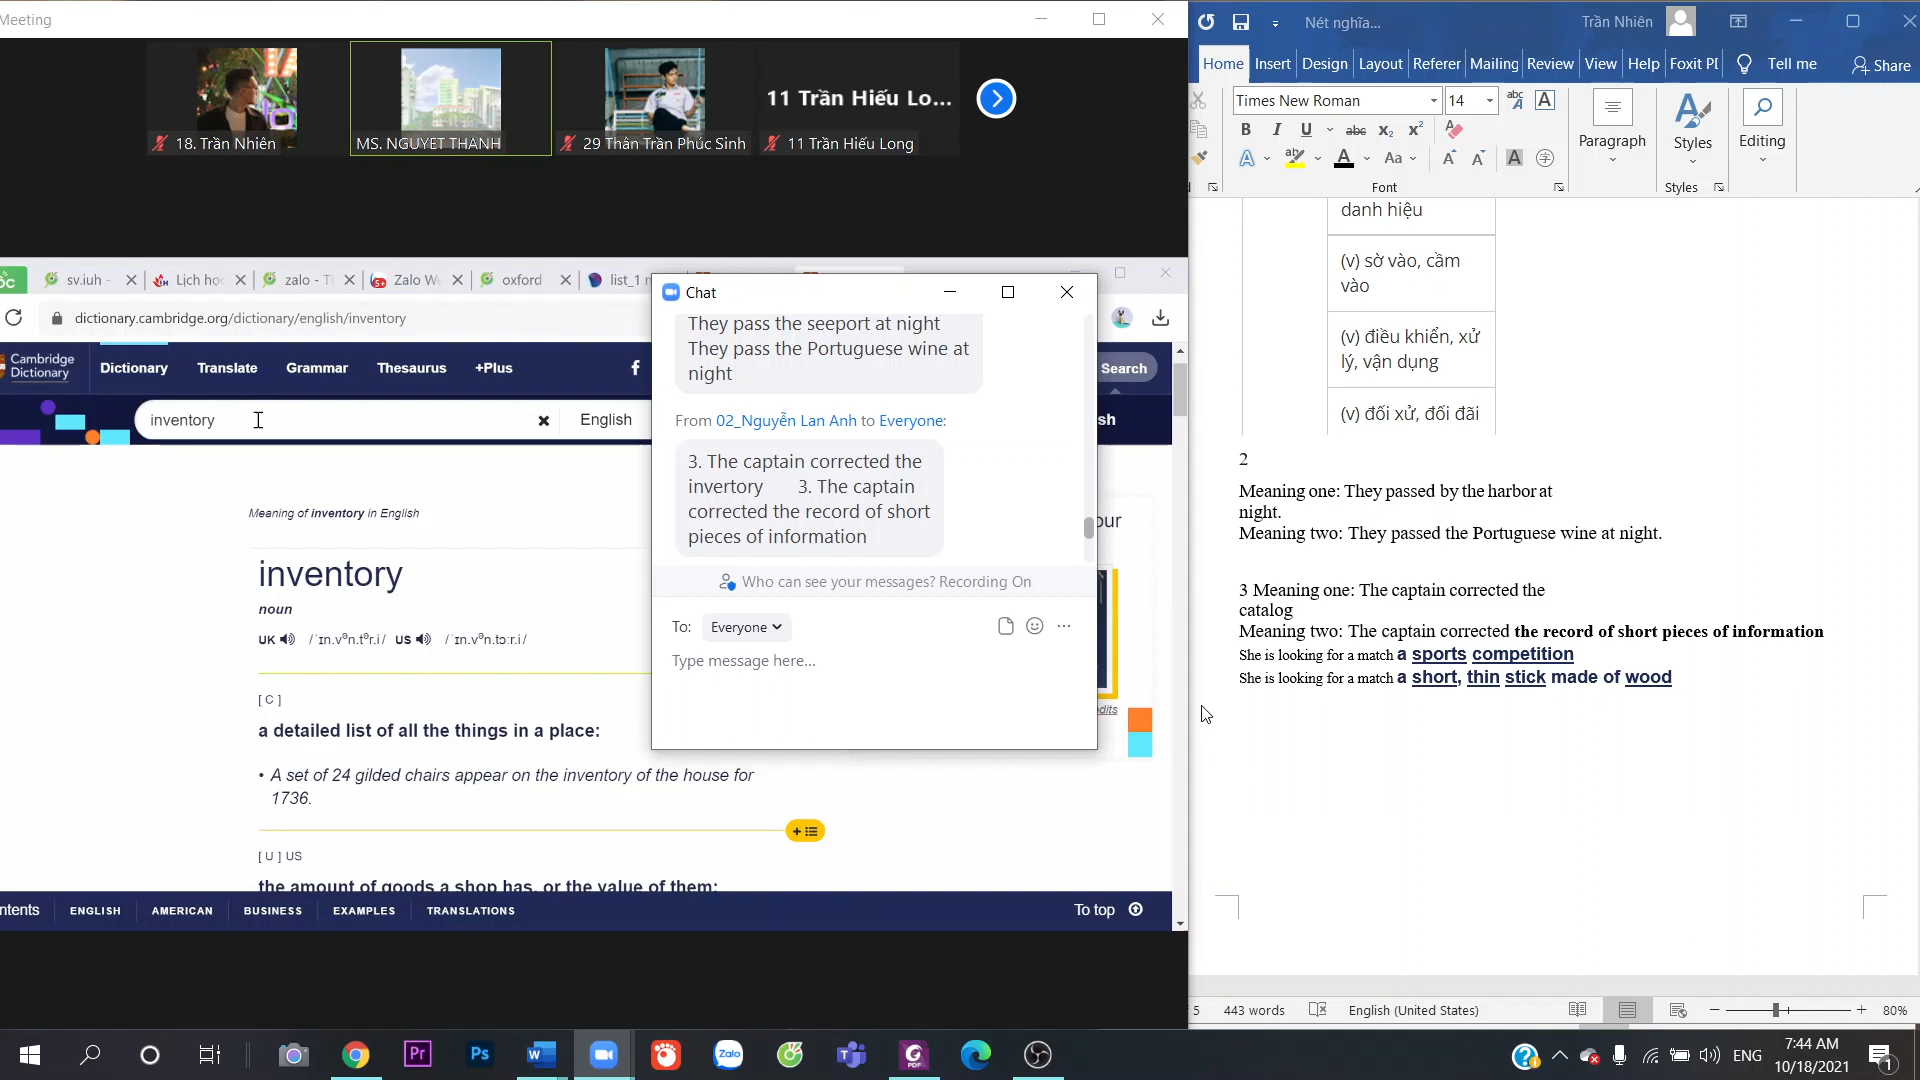 Meeting
18. Trần Nhiên
MS. NGUYET THANH
29 Thân Trần Phúc Sinh
11 Trần Hiếu Lo...
11 Trần Hiếu Long
sv.iuh -
Lịch họ
zalo - T
Zalo We
oxford
list_1
dictionary.cambridge.org/dictionary/english/inventory
Cambridge
Dictionary
Dictionary
Translate
Grammar
Thesaurus
+Plus
Search
inventory
English
sh
Meaning of inventory in English
inventory
noun
UK /ˈɪn.vən.tər.i/ US /ˈɪn.vən.tɔːr.i/
[ C ]
a detailed list of all the things in a place:
• A set of 24 gilded chairs appear on the inventory of the house for
1736.
[ U ] US
the amount of goods a shop has, or the value of them:
ntents
ENGLISH
AMERICAN
BUSINESS
EXAMPLES
TRANSLATIONS
To top
our
edits
Chat
They pass the seeport at night
They pass the Portuguese wine at
night
From 02_Nguyễn Lan Anh to Everyone:
3. The captain corrected the
invertory 3. The captain
corrected the record of short
pieces of information
Who can see your messages? Recording On
To: Everyone
Type message here...
Nét nghĩa...
Trần Nhiên
Home
Insert
Design
Layout
Referer
Mailing
Review
View
Help
Foxit PI
Tell me
Share
Times New Roman
14
Paragraph
Styles
Editing
Font
Styles
danh hiệu
(v) sờ vào, cầm
vào
(v) điều khiển, xử
lý, vận dụng
(v) đối xử, đối đãi
2
Meaning one: They passed by the harbor at
night.
Meaning two: They passed the Portuguese wine at night.
3 Meaning one: The captain corrected the
catalog
Meaning two: The captain corrected the record of short pieces of information
She is looking for a match a sports competition
She is looking for a match a short, thin stick made of wood
5
443 words
English (United States)
80%
Pr
Ps
Zalo
ENG
7:44 AM
10/18/2021
1